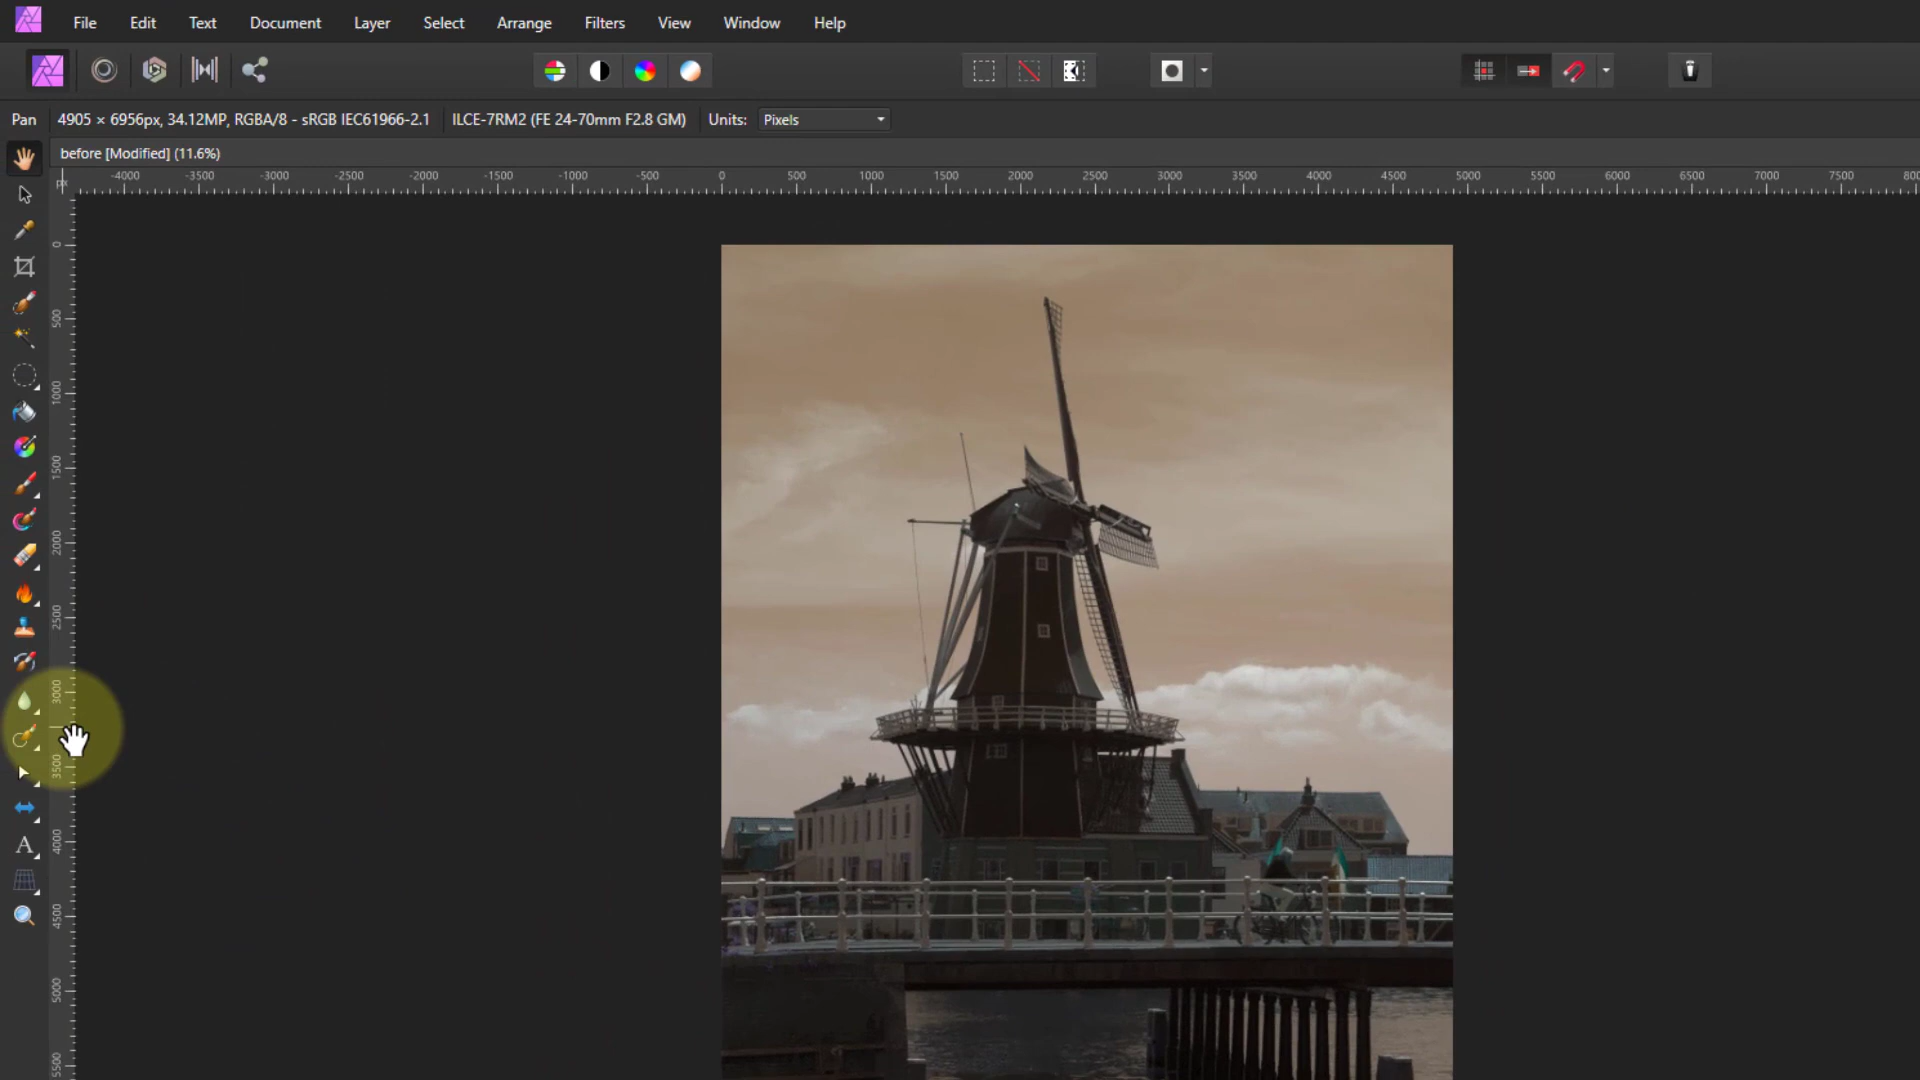 File Edit Text Document Layer Select Arrange Filters View Window Help
Pan 4905 × 6956px, 34.12MP, RGBA/8 - sRGB IEC61966-2.1 ILCE-7RM2 (FE 24-70mm F2.8 GM) Units: Pixels
before [Modified] (11.6%)
px -4000 -3500 -3000 -2500 -2000 -1500 -1000 -500 0 500 1000 1500 2000 2500 3000 3500 4000 4500 5000 5500 6000 6500 7000 7500 800
0
500
1000
1500
2000
2500
3000
3500
4000
4500
5000
5500
A